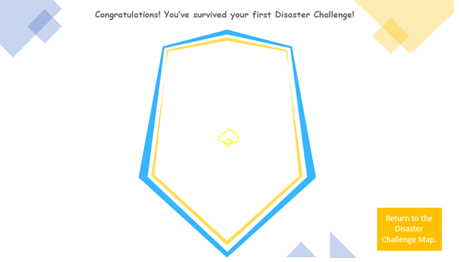 Congratulations! You've survived your first Disaster Challenge!
Return to the
Disaster
Challenge Map.